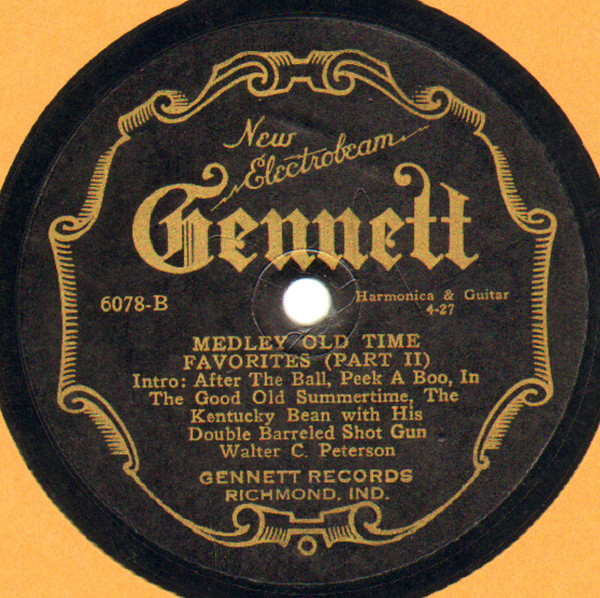 New
Electrobeam
Gennett
6078-B
Harmonica & Guitar
4-27
MEDLEY OLD TIME
FAVORITES (PART II)
Intro: After The Ball, Peek A Boo, In
The Good Old Summertime, The
Kentucky Bean with His
Double Barreled Shot Gun
Walter C. Peterson
GENNETT RECORDS
RICHMOND, IND.